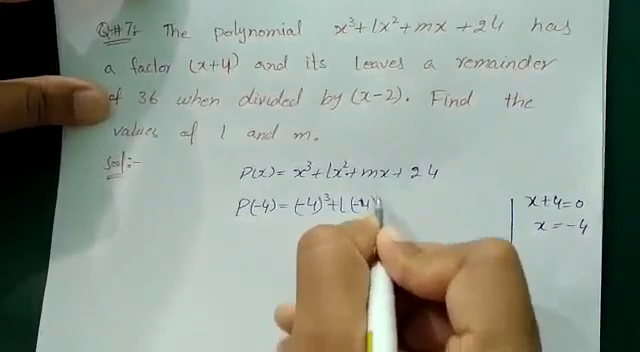 Q#7:- The polynomial x³+lx²+mx+24 has
a factor (x+4) and its leaves a remainder
of 36 when divided by (x-2). Find the
values of l and m.
Sol:-
P(x)= x³+lx²+mx+24
P(-4)= (-4)³+l(-4)
x+4=0
x=-4